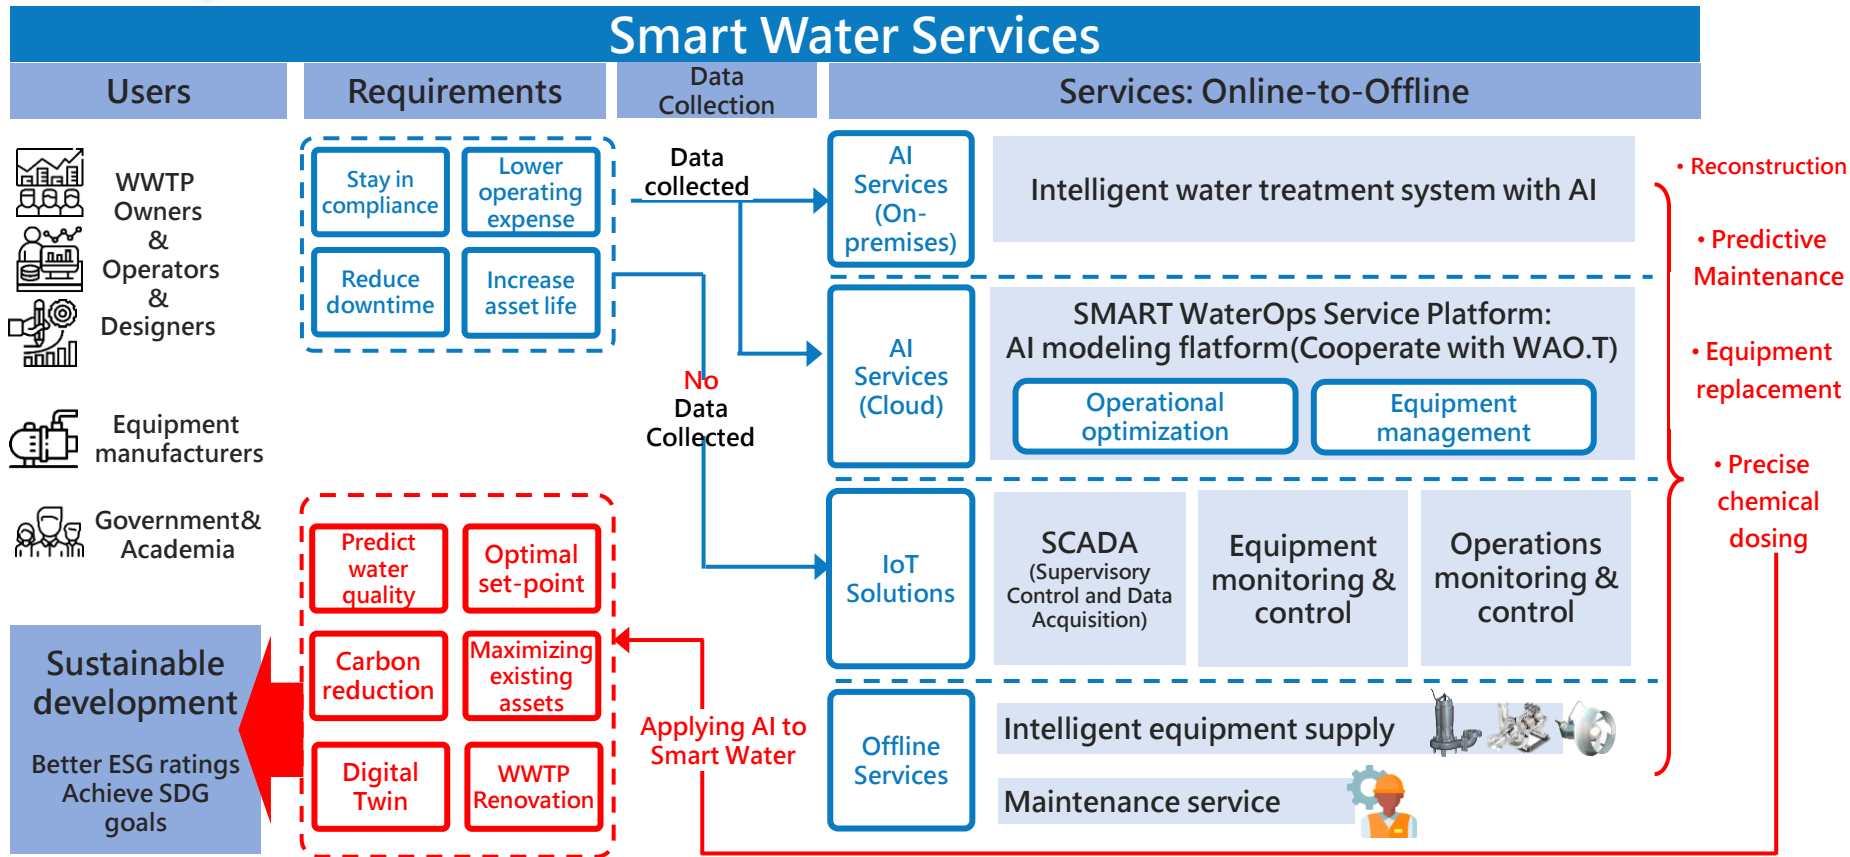 Smart Water Services
Users
Requirements
Data
Collection
Services: Online-to-Offline
WWTP
Owners
&
Operators
&
Designers
Equipment
manufacturers
Government&
Academia
Sustainable
development
Better ESG ratings
Achieve SDG
goals
Stay in
compliance
Lower
operating
expense
Reduce
downtime
Increase
asset life
Predict
water
quality
Optimal
set-point
Carbon
reduction
Maximizing
existing
assets
Digital
Twin
WWTP
Renovation
Data
collected
No
Data
Collected
Applying AI to
Smart Water
AI
Services
(On-
premises)
Intelligent water treatment system with AI
AI
Services
(Cloud)
SMART WaterOps Service Platform:
AI modeling flatform(Cooperate with WAO.T)
Operational
optimization
Equipment
management
IoT
Solutions
SCADA
(Supervisory
Control and Data
Acquisition)
Equipment
monitoring &
control
Operations
monitoring &
control
Offline
Services
Intelligent equipment supply
Maintenance service
• Reconstruction
• Predictive
Maintenance
• Equipment
replacement
• Precise
chemical
dosing